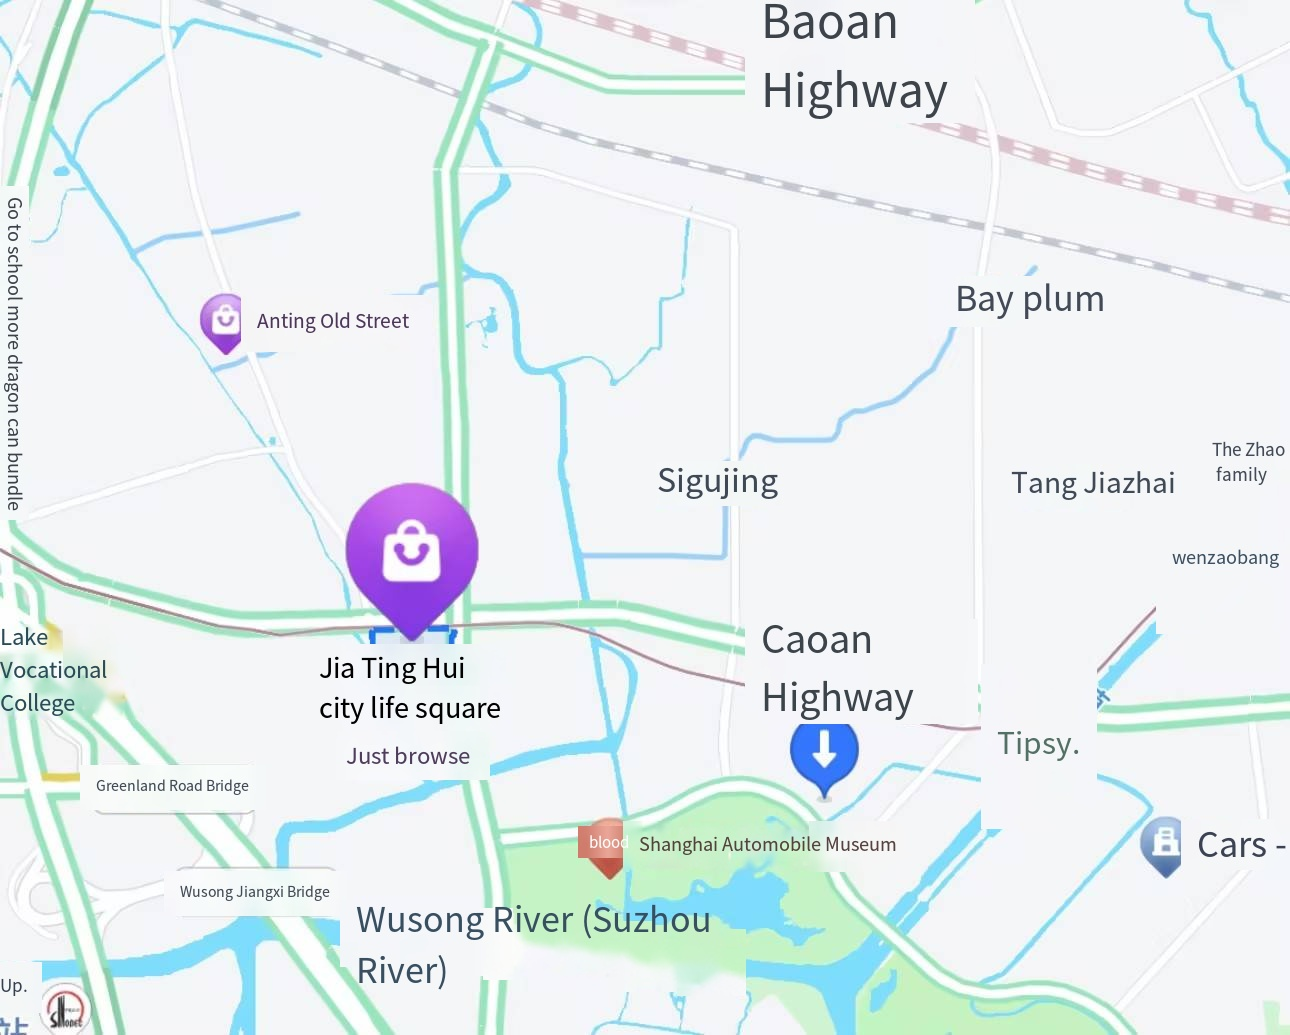 Baoan
Highway
Go to school more dragon can bundle
Bay plum
Anting Old Street
Sigujing
Tang Jiazhai
The Zhao
family
wenzaobang
Lake
Vocational
College
Caoan
Highway
Jia Ting Hui
city life square
Just browse
Tipsy.
Greenland Road Bridge
blood
Shanghai Automobile Museum
Cars -
Wusong Jiangxi Bridge
Wusong River (Suzhou
River)
Up.
站